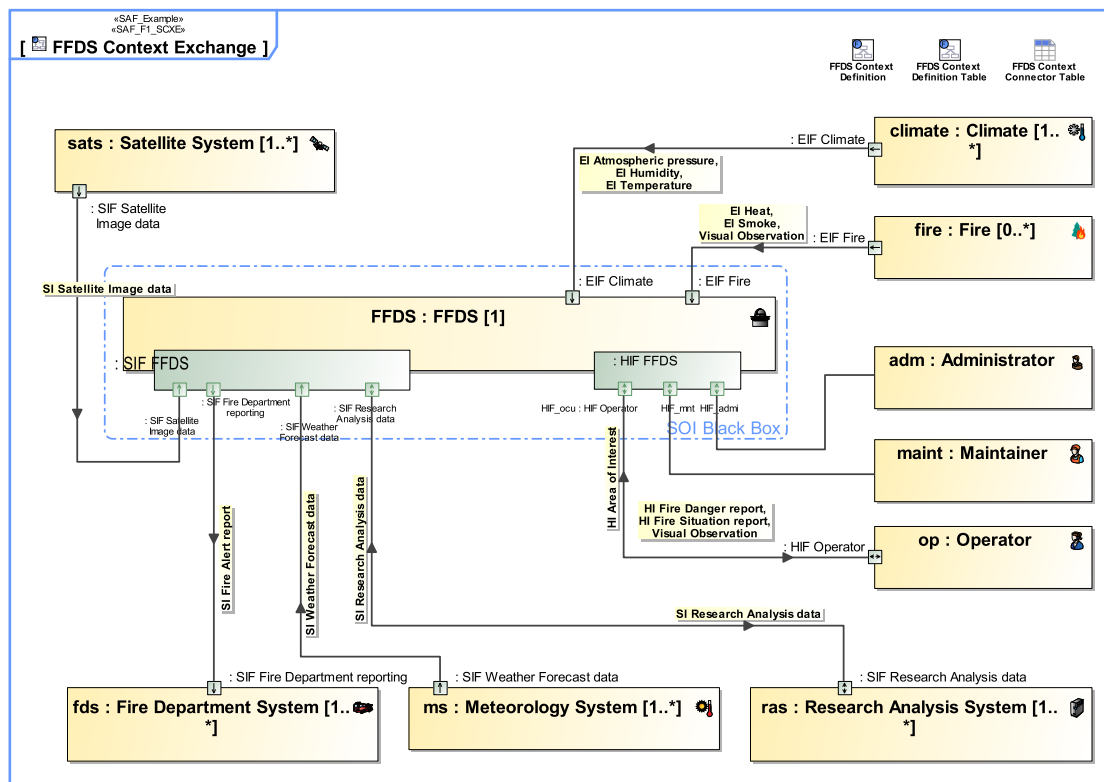 «SAF_Example»
«SAF_F1_SCXE»
[ FFDS Context Exchange ]
FFDS Context
Definition
FFDS Context
Definition Table
FFDS Context
Connector Table
sats : Satellite System [1..*]
: SIF Satellite
Image data
SI Satellite Image data
climate : Climate [1..
*]
: EIF Climate
EI Atmospheric pressure,
EI Humidity,
EI Temperature
fire : Fire [0..*]
: EIF Fire
EI Heat,
EI Smoke,
Visual Observation
: EIF Climate
: EIF Fire
FFDS : FFDS [1]
: SIF FFDS
: HIF FFDS
: SIF Satellite
Image data
: SIF Fire Department
reporting
: SIF Weather
Forecast data
: SIF Research
Analysis data
HIF_ocu : HIF Operator
HIF_mnt
HIF_admi
SOI Black Box
adm : Administrator
maint : Maintainer
op : Operator
: HIF Operator
HI Area of Interest
HI Fire Danger report,
HI Fire Situation report,
Visual Observation
SI Fire Alert report
SI Weather Forecast data
SI Research Analysis data
SI Research Analysis data
: SIF Fire Department reporting
: SIF Weather Forecast data
: SIF Research Analysis data
fds : Fire Department System [1..
*]
ms : Meteorology System [1..*]
ras : Research Analysis System [1..
*]